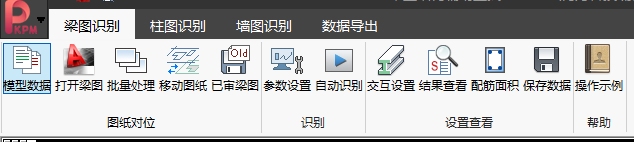 P
KPM
梁图识别 柱图识别 墙图识别 数据导出
Old
模型数据 打开梁图 批量处理 移动图纸 已审梁图 参数设置 自动识别 交互设置 结果查看 配筋面积 保存数据 操作示例
图纸对位 识别 设置查看 帮助